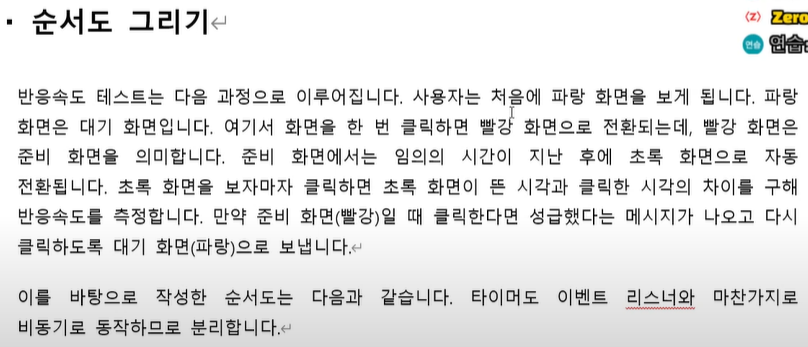 · 순서도 그리기↵
⟨Z⟩ Zero
연습 연습
반응속도 테스트는 다음 과정으로 이루어집니다. 사용자는 처음에 파랑 화면을 보게 됩니다. 파랑
화면은 대기 화면입니다. 여기서 화면을 한 번 클릭하면 빨강 화면으로 전환되는데, 빨강 화면은
준비 화면을 의미합니다. 준비 화면에서는 임의의 시간이 지난 후에 초록 화면으로 자동
전환됩니다. 초록 화면을 보자마자 클릭하면 초록 화면이 뜬 시각과 클릭한 시각의 차이를 구해
반응속도를 측정합니다. 만약 준비 화면(빨강)일 때 클릭한다면 성급했다는 메시지가 나오고 다시
클릭하도록 대기 화면(파랑)으로 보냅니다.↵
이를 바탕으로 작성한 순서도는 다음과 같습니다. 타이머도 이벤트 리스너와 마찬가지로
비동기로 동작하므로 분리합니다.↵